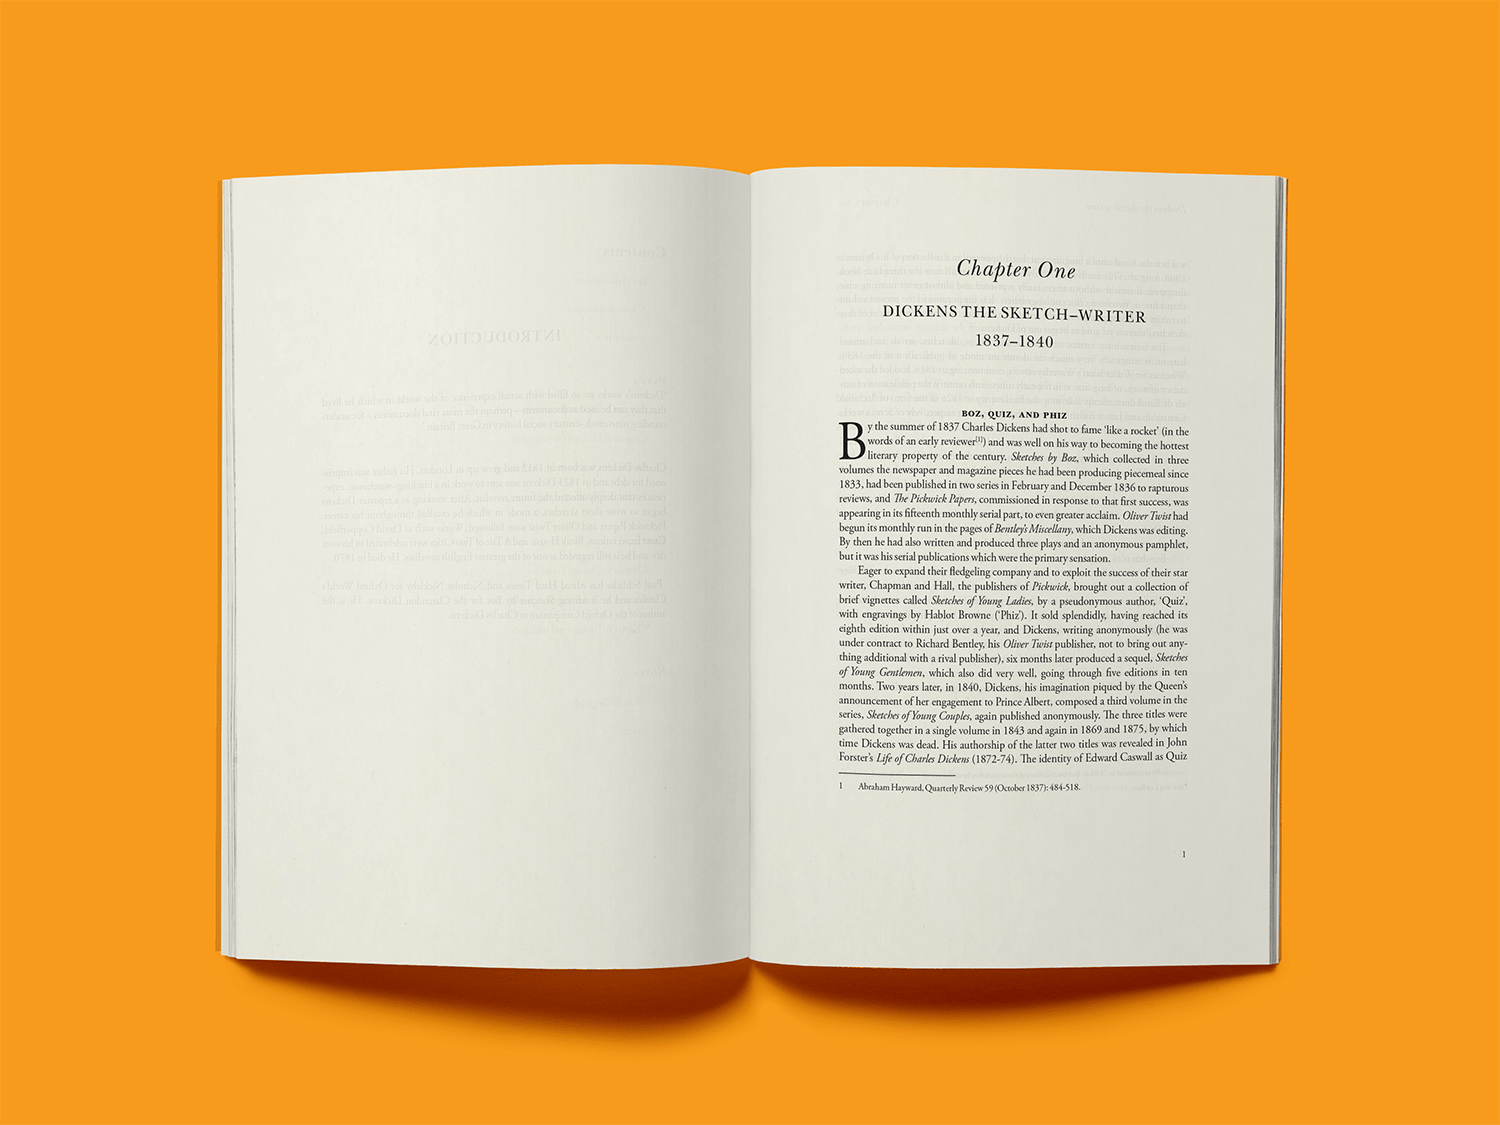 Chapter One
DICKENS THE SKETCH–WRITER
1837–1840
BOZ, QUIZ, AND PHIZ
By the summer of 1837 Charles Dickens had shot to fame ‘like a rocket’ (in the
words of an early reviewer[1]) and was well on his way to becoming the hottest
literary property of the century. Sketches by Boz, which collected in three
volumes the newspaper and magazine pieces he had been producing piecemeal since
1833, had been published in two series in February and December 1836 to rapturous
reviews, and The Pickwick Papers, commissioned in response to that first success, was
appearing in its fifteenth monthly serial part, to even greater acclaim. Oliver Twist had
begun its monthly run in the pages of Bentley’s Miscellany, which Dickens was editing.
By then he had also written and produced three plays and an anonymous pamphlet,
but it was his serial publications which were the primary sensation.
Eager to expand their fledgeling company and to exploit the success of their star
writer, Chapman and Hall, the publishers of Pickwick, brought out a collection of
brief vignettes called Sketches of Young Ladies, by a pseudonymous author, ‘Quiz’,
with engravings by Hablot Browne (‘Phiz’). It sold splendidly, having reached its
eighth edition within just over a year, and Dickens, writing anonymously (he was
under contract to Richard Bentley, his Oliver Twist publisher, not to bring out any-
thing additional with a rival publisher), six months later produced a sequel, Sketches
of Young Gentlemen, which also did very well, going through five editions in ten
months. Two years later, in 1840, Dickens, his imagination piqued by the Queen’s
announcement of her engagement to Prince Albert, composed a third volume in the
series, Sketches of Young Couples, again published anonymously. The three titles were
gathered together in a single volume in 1843 and again in 1869 and 1875, by which
time Dickens was dead. His authorship of the latter two titles was revealed in John
Forster’s Life of Charles Dickens (1872-74). The identity of Edward Caswall as Quiz
1 Abraham Hayward, Quarterly Review 59 (October 1837): 484-518.
1